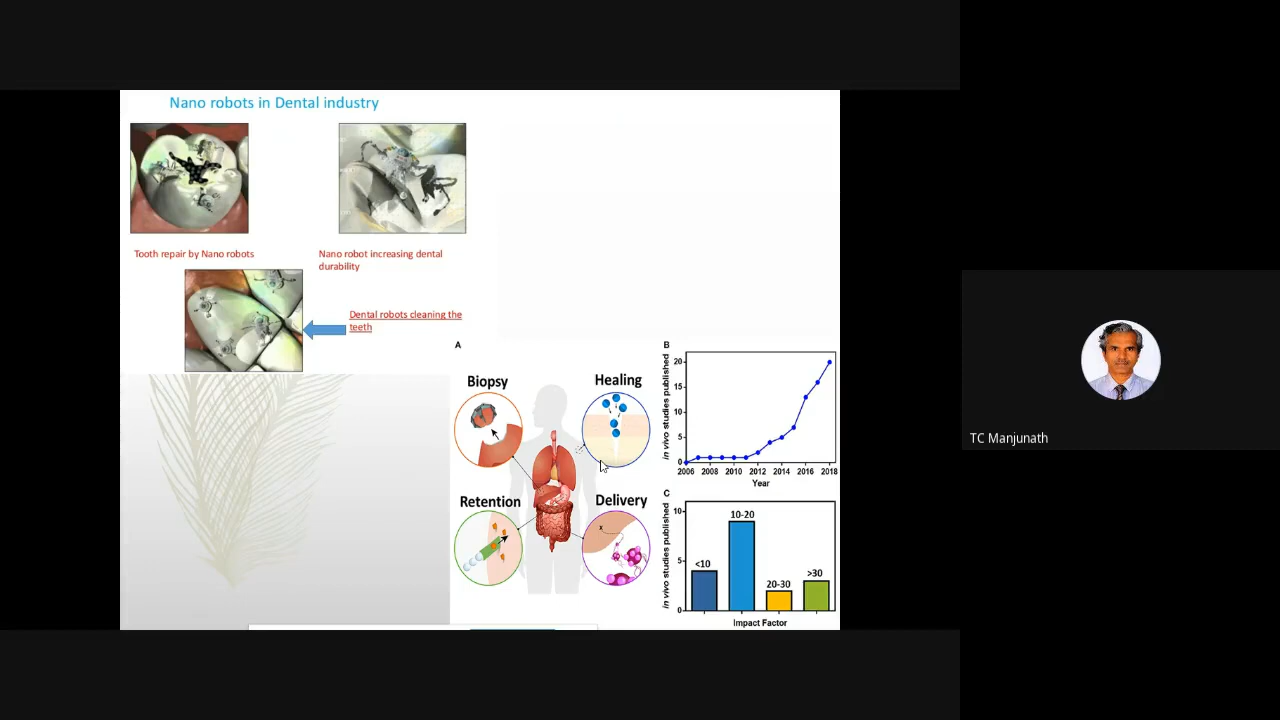 Nano robots in Dental industry
Tooth repair by Nano robots
Nano robot increasing dental
durability
Dental robots cleaning the
teeth
A
Biopsy
Healing
Retention
Delivery
x
B
in vivo studies published
20
15
10
5
0
2006 2008 2010 2012 2014 2016 2018
Year
C
in vivo studies published
10
5
0
<10
10-20
20-30
>30
Impact Factor
TC Manjunath